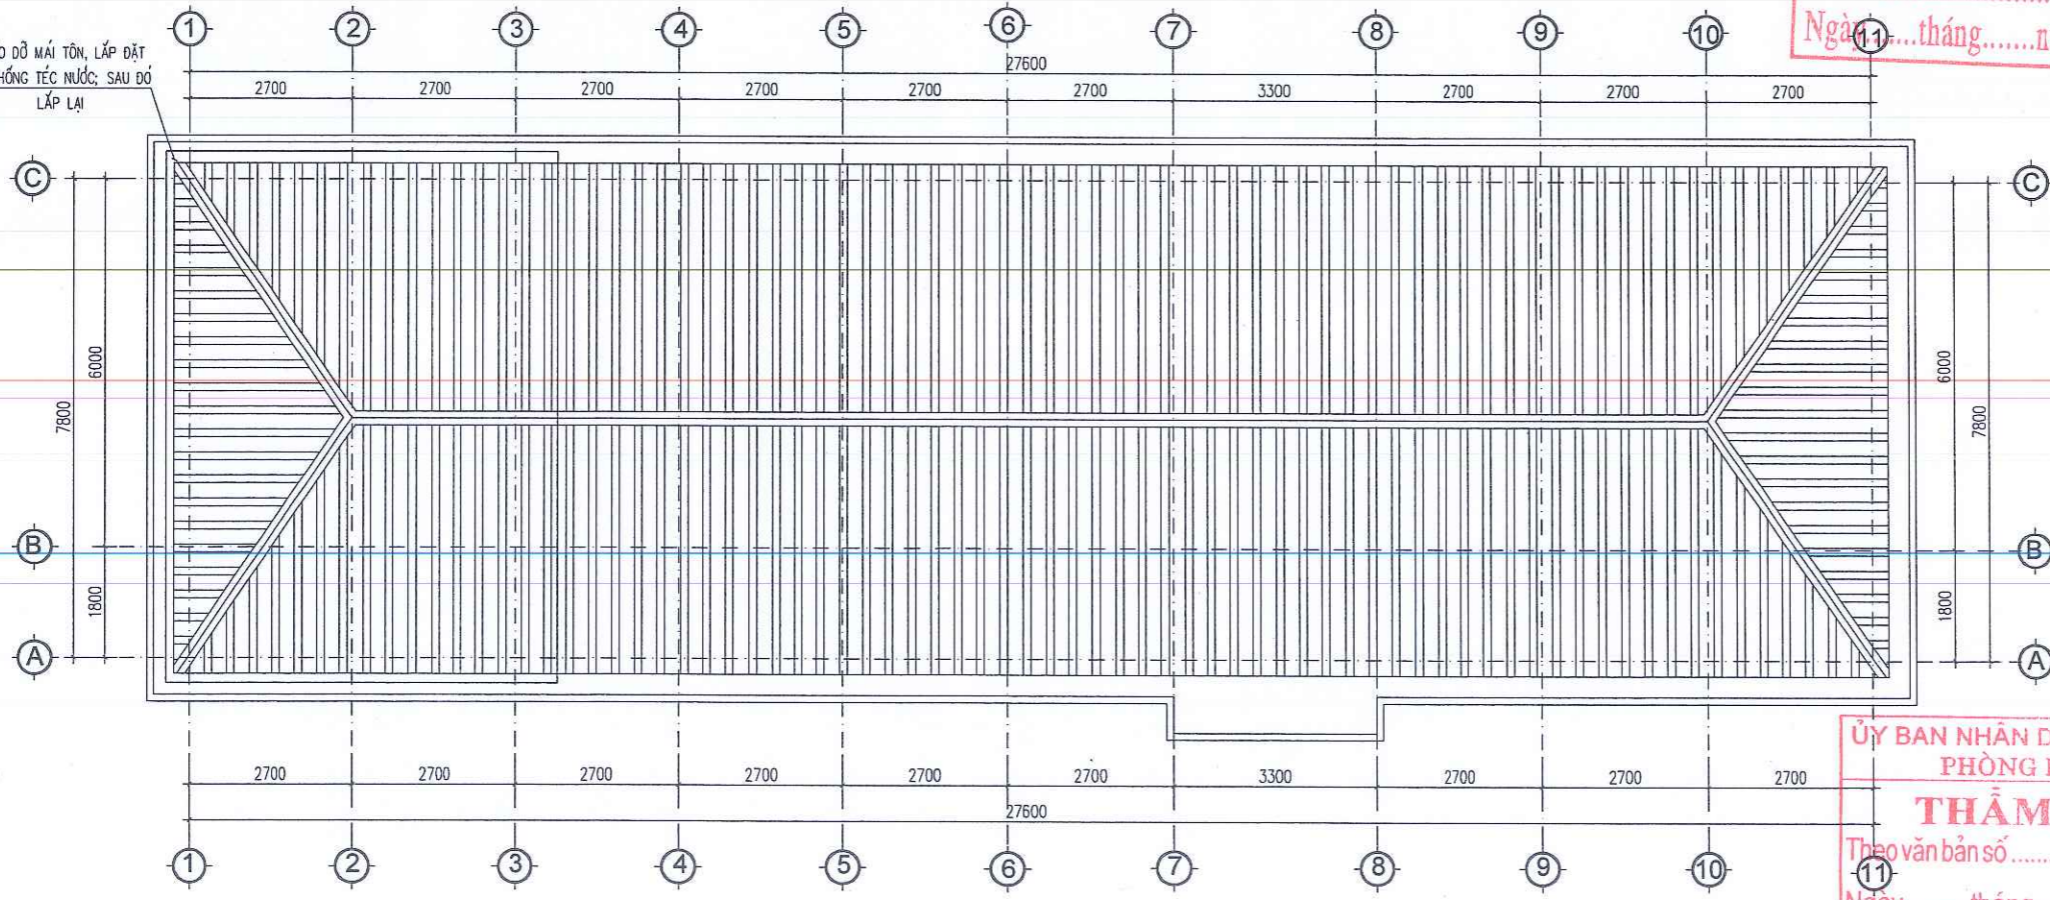 1 2 3 4 5 6 7 8 9 10 11
DỠ MÁI TÔN, LẮP ĐẶT
TÉC NƯỚC; SAU ĐÓ
LẮP LẠI
Ngày.......tháng.......
27600
2700 2700 2700 2700 2700 2700 3300 2700 2700 2700
C C
6000 6000
7800 7800
B B
1800 1800
A A
2700 2700 2700 2700 2700 2700 3300 2700 2700 2700
27600
1 2 3 4 5 6 7 8 9 10 11
ỦY BAN NHÂN
PHÒNG
THẨM
Theo văn bản số